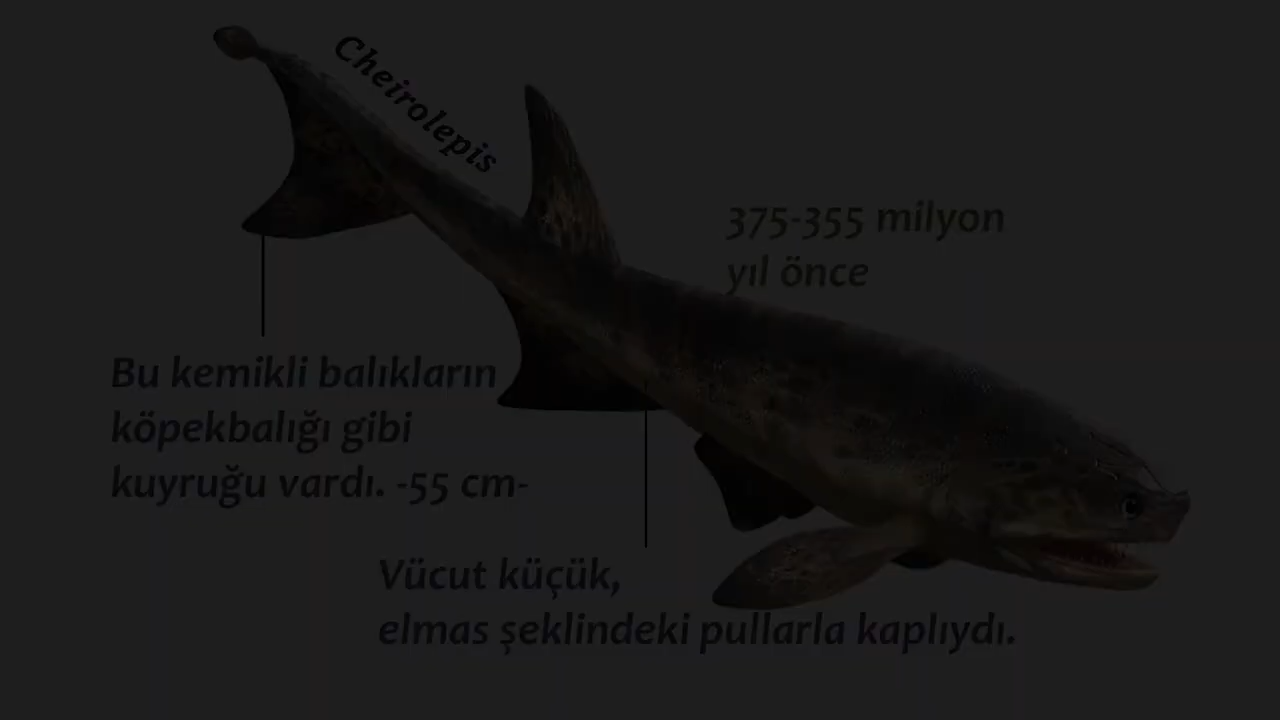 Cheirolepis
375-355 milyon
yıl önce
Bu kemikli balıkların
köpekbalığı gibi
kuyruğu vardı. -55 cm-
Vücut küçük,
elmas şeklindeki pullarla kaplıydı.